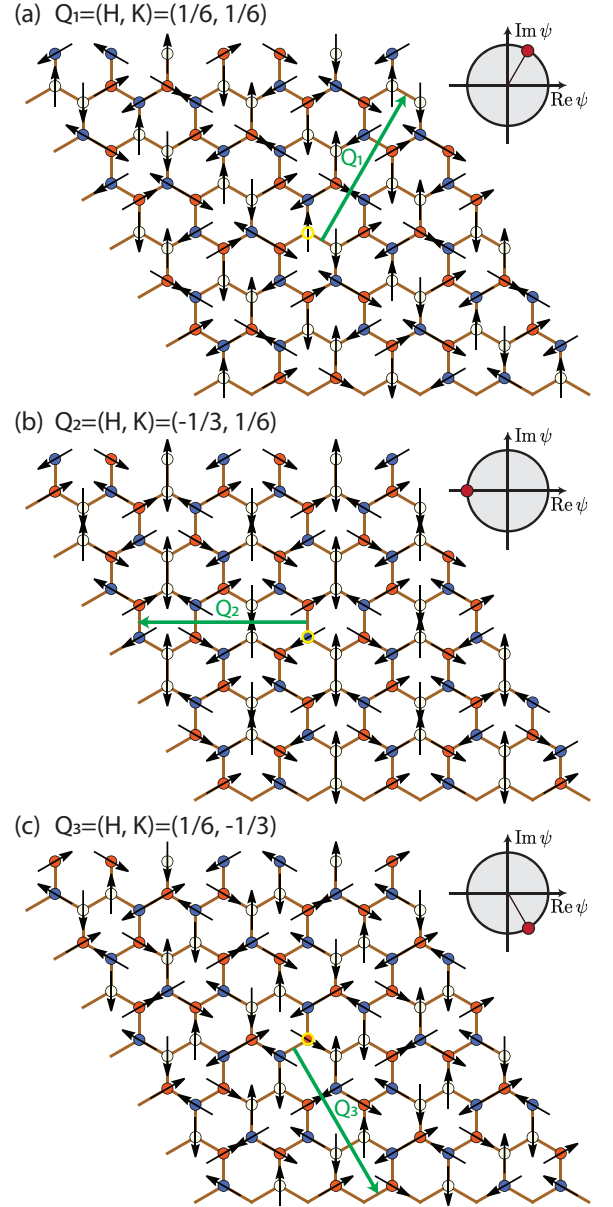 (a) Q₁=(H, K)=(1/6, 1/6)
Im ψ
Re ψ
Q₁
(b) Q₂=(H, K)=(-1/3, 1/6)
Im ψ
Re ψ
Q₂
(c) Q₃=(H, K)=(1/6, -1/3)
Im ψ
Re ψ
Q₃